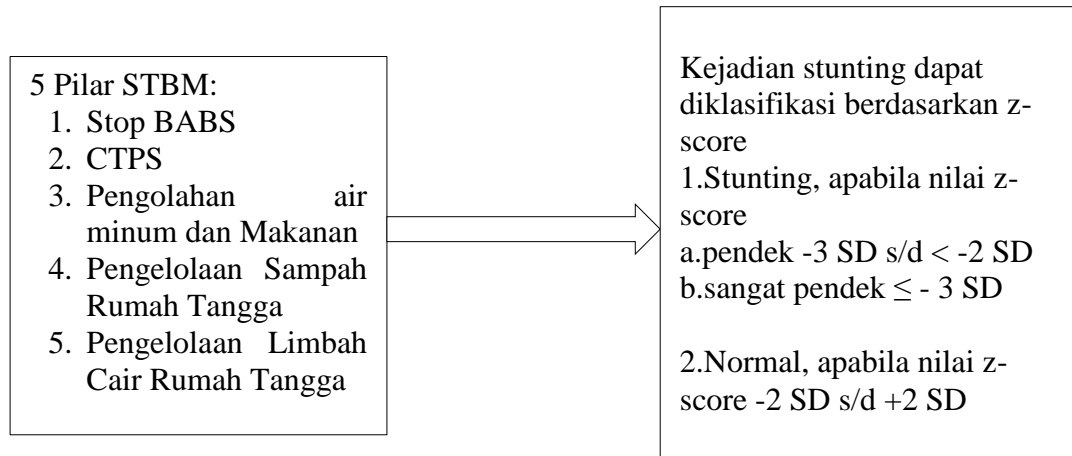 5 Pilar STBM:
1. Stop BABS
2. CTPS
3. Pengolahan air
minum dan Makanan
4. Pengelolaan Sampah
Rumah Tangga
5. Pengelolaan Limbah
Cair Rumah Tangga
Kejadian stunting dapat
diklasifikasi berdasarkan z-
score
1.Stunting, apabila nilai z-
score
a.pendek -3 SD s/d < -2 SD
b.sangat pendek ≤ - 3 SD
2.Normal, apabila nilai z-
score -2 SD s/d +2 SD